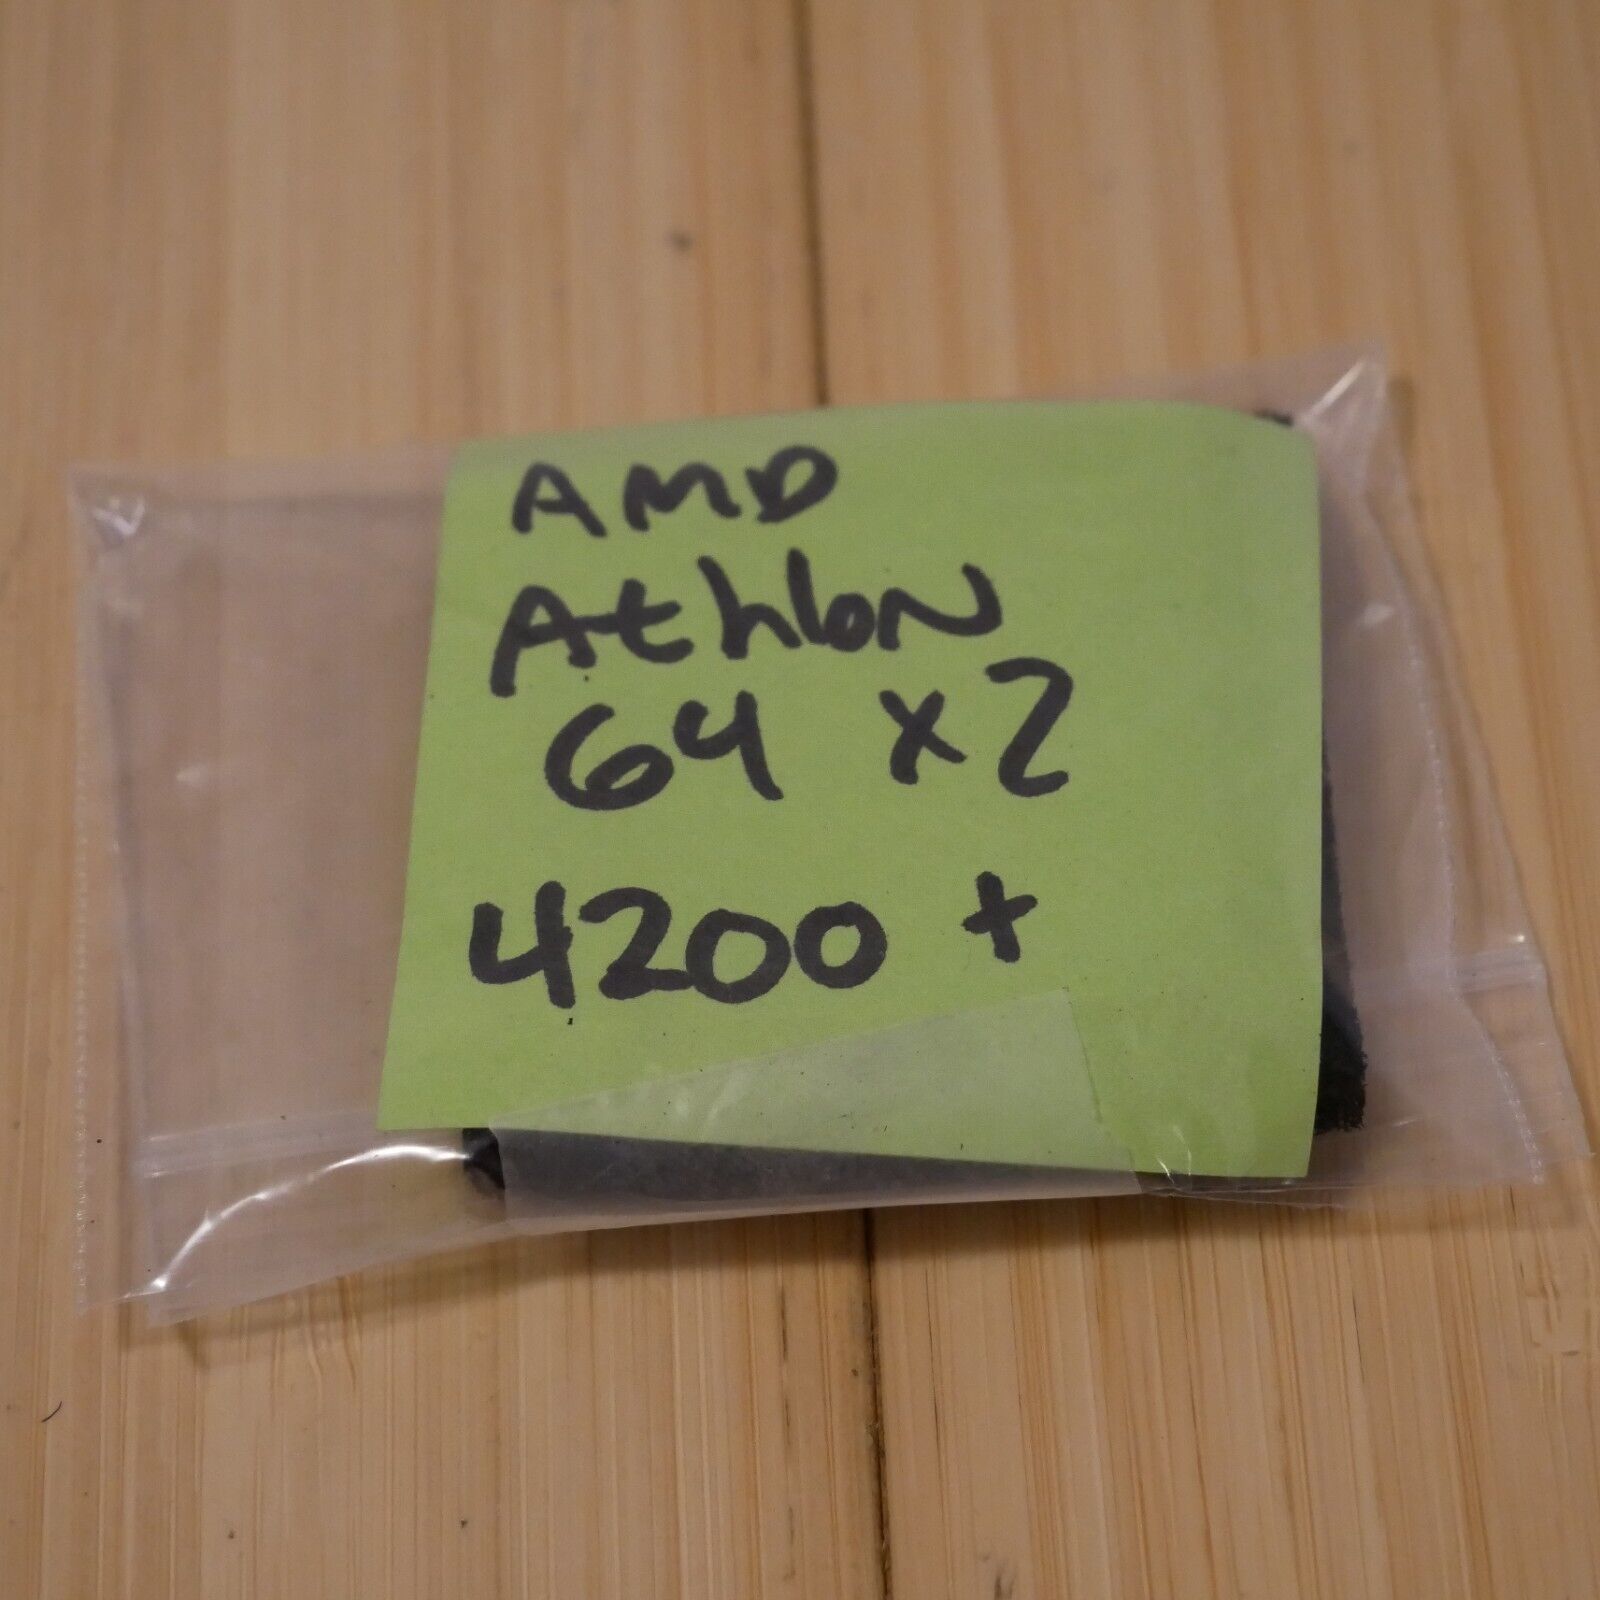 AMD
AthloN
64 x2
4200 +